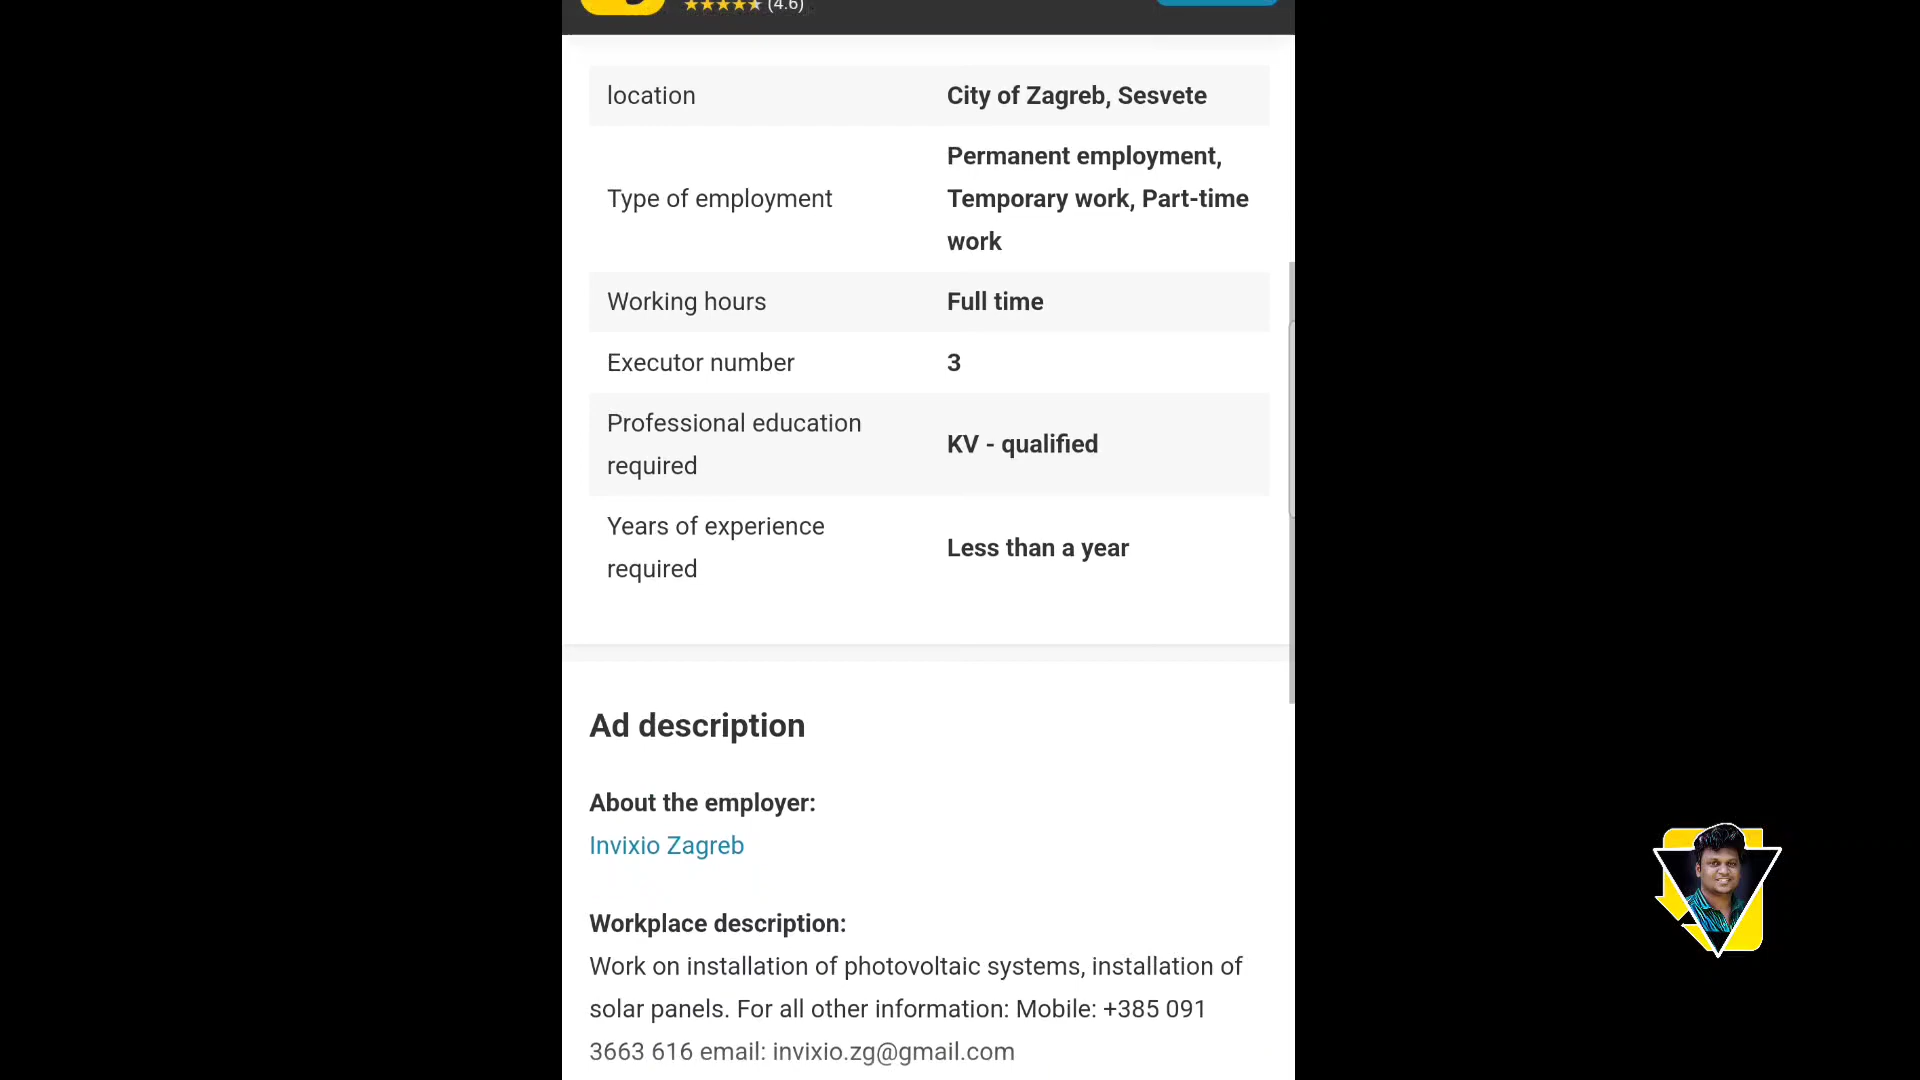 ★★★★★ (4.6)
location
City of Zagreb, Sesvete
Type of employment
Permanent employment,
Temporary work, Part-time
work
Working hours
Full time
Executor number
3
Professional education
required
KV - qualified
Years of experience
required
Less than a year
Ad description
About the employer:
Invixio Zagreb
Workplace description:
Work on installation of photovoltaic systems, installation of
solar panels. For all other information: Mobile: +385 091
3663 616 email: invixio.zg@gmail.com